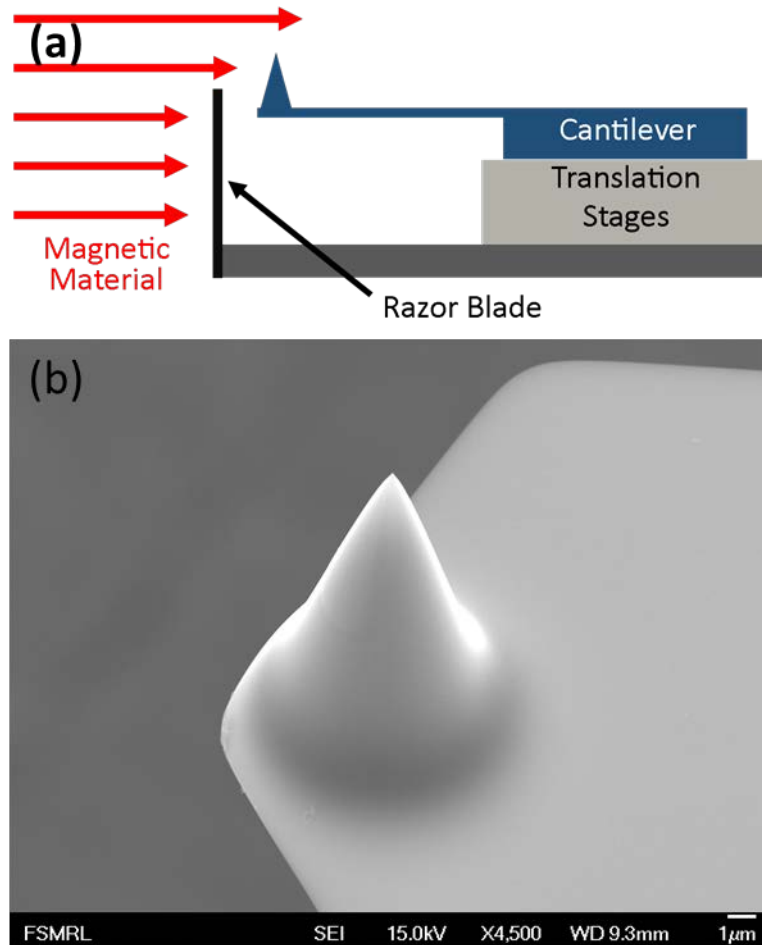 (a)
Cantilever
Translation
Stages
Magnetic
Material
Razor Blade
(b)
FSMRL SEI 15.0kV X4,500 WD 9.3mm 1μm